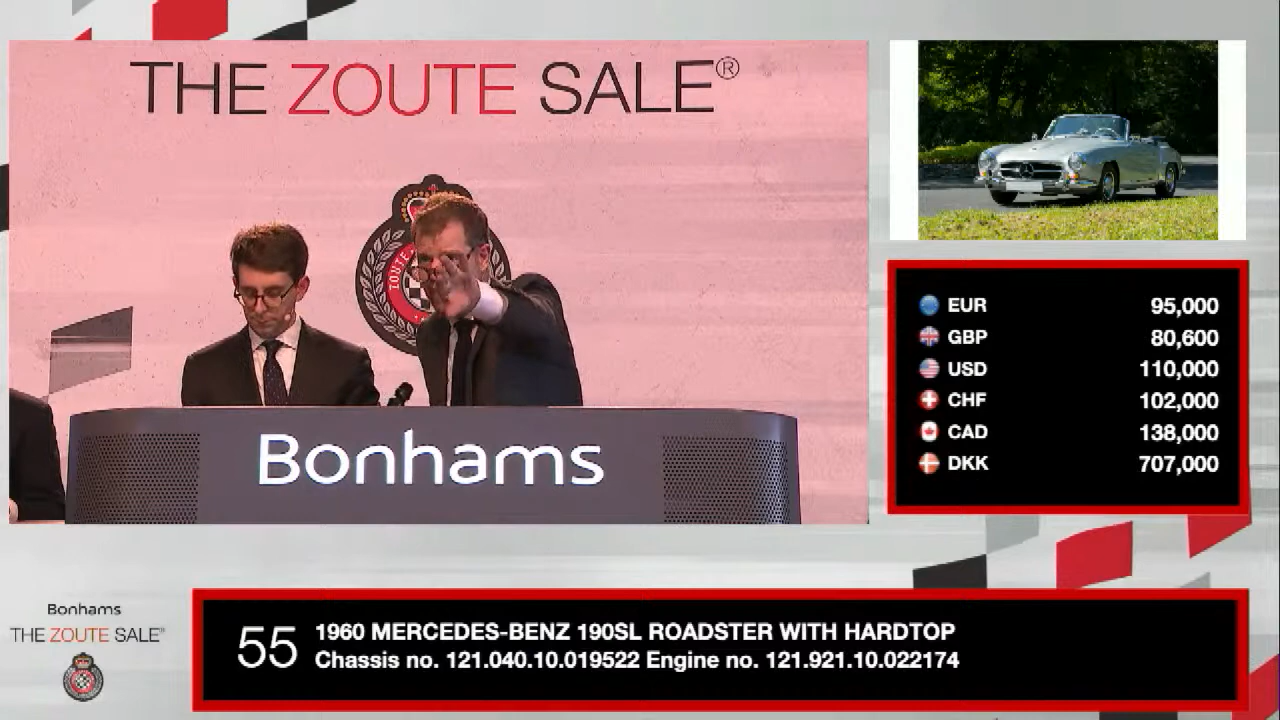 THE ZOUTE SALE®
ZOUTE
Bonhams
EUR 95,000
GBP 80,600
USD 110,000
CHF 102,000
CAD 138,000
DKK 707,000
Bonhams
THE ZOUTE SALE®
55
1960 MERCEDES-BENZ 190SL ROADSTER WITH HARDTOP
Chassis no. 121.040.10.019522 Engine no. 121.921.10.022174